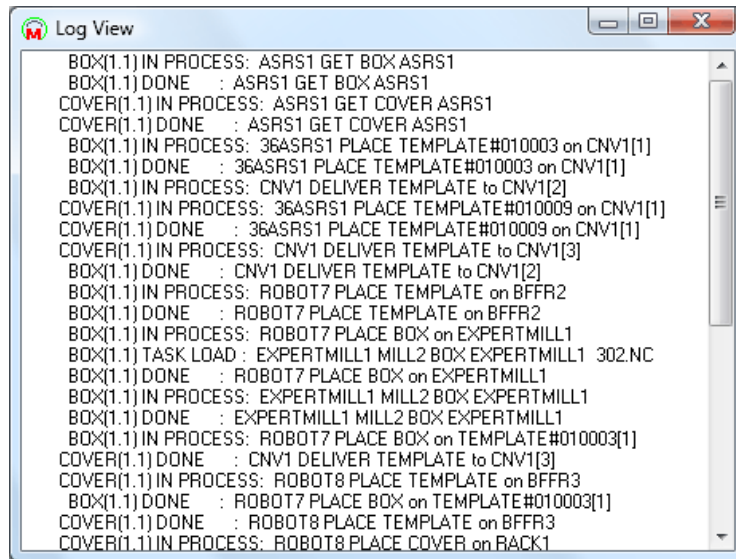 Log View
BOX(1.1) IN PROCESS: ASRS1 GET BOX ASRS1
BOX(1.1) DONE : ASRS1 GET BOX ASRS1
COVER(1.1) IN PROCESS: ASRS1 GET COVER ASRS1
COVER(1.1) DONE : ASRS1 GET COVER ASRS1
BOX(1.1) IN PROCESS: 36ASRS1 PLACE TEMPLATE#010003 on CNV1[1]
BOX(1.1) DONE : 36ASRS1 PLACE TEMPLATE#010003 on CNV1[1]
BOX(1.1) IN PROCESS: CNV1 DELIVER TEMPLATE to CNV1[2]
COVER(1.1) IN PROCESS: 36ASRS1 PLACE TEMPLATE#010009 on CNV1[1]
COVER(1.1) DONE : 36ASRS1 PLACE TEMPLATE#010009 on CNV1[1]
COVER(1.1) IN PROCESS: CNV1 DELIVER TEMPLATE to CNV1[3]
BOX(1.1) DONE : CNV1 DELIVER TEMPLATE to CNV1[2]
BOX(1.1) IN PROCESS: ROBOT7 PLACE TEMPLATE on BFFR2
BOX(1.1) DONE : ROBOT7 PLACE TEMPLATE on BFFR2
BOX(1.1) IN PROCESS: ROBOT7 PLACE BOX on EXPERTMILL1
BOX(1.1) TASK LOAD : EXPERTMILL1 MILL2 BOX EXPERTMILL1 302.NC
BOX(1.1) DONE : ROBOT7 PLACE BOX on EXPERTMILL1
BOX(1.1) IN PROCESS: EXPERTMILL1 MILL2 BOX EXPERTMILL1
BOX(1.1) DONE : EXPERTMILL1 MILL2 BOX EXPERTMILL1
BOX(1.1) IN PROCESS: ROBOT7 PLACE BOX on TEMPLATE#010003[1]
COVER(1.1) DONE : CNV1 DELIVER TEMPLATE to CNV1[3]
COVER(1.1) IN PROCESS: ROBOT8 PLACE TEMPLATE on BFFR3
BOX(1.1) DONE : ROBOT7 PLACE BOX on TEMPLATE#010003[1]
COVER(1.1) DONE : ROBOT8 PLACE TEMPLATE on BFFR3
COVER(1.1) IN PROCESS: ROBOT8 PLACE COVER on RACK1